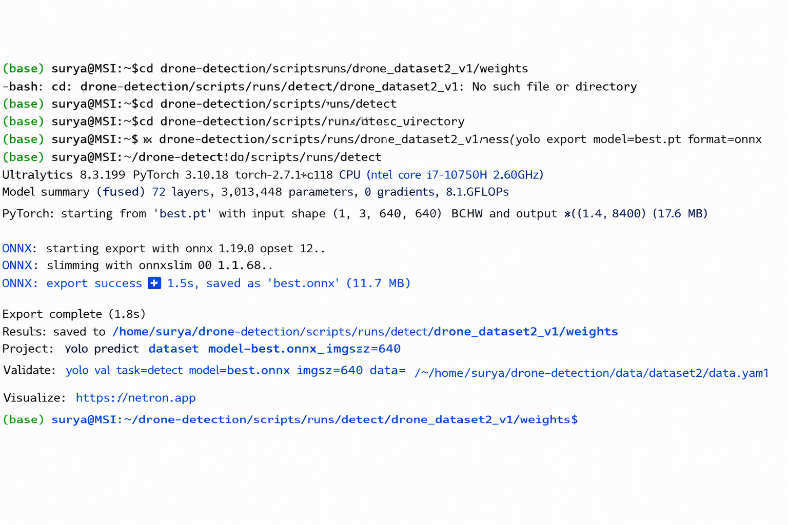 (base) surya@MSI:~$cd drone-detection/scriptsruns/drone_dataset2_v1/weights
-bash: cd: drone-detection/scripts/runs/detect/drone_dataset2_v1: No such file or directory
(base) surya@MSI:~$cd drone-detection/scripts/runs/detect
(base) surya@MSI:~$cd drone-detection/scripts/
(base) surya@MSI:~$ drone-detection/scripts/runs/drone_dataset2_v1 (yolo export model=best.pt format=onnx
(base) surya@MSI:~/drone-detection!do/scripts/runs/detect
Ultralytics 8.3.199 PyTorch 3.10.18 torch-2.7.1+c118 CPU (ntel core i7-10750H 2.60GHz)
Model summary (fused) 72 layers, 3,013,448 parameters, 0 gradients, 8.1.GFLOPs
PyTorch: starting from 'best.pt' with input shape (1, 3, 640, 640) BCHW and output *((1.4, 8400) (17.6 MB)
ONNX: starting export with onnx 1.19.0 opset 12..
ONNX: slimming with onnxslim 00 1.1.68..
ONNX: export success + 1.5s, saved as 'best.onnx' (11.7 MB)
Export complete (1.8s)
Results: saved to /home/surya/drone-detection/scripts/runs/detect/drone_dataset2_v1/weights
Project: yolo predict dataset model-best.onnx_imgsz=640
Validate: yolo val task=detect model=best.onnx imgsz=640 data= /~/home/surya/drone-detection/data/dataset2/data.yam1
Visualize: https://netron.app
(base) surya@MSI:~/drone-detection/scripts/runs/detect/drone_dataset2_v1/weights$